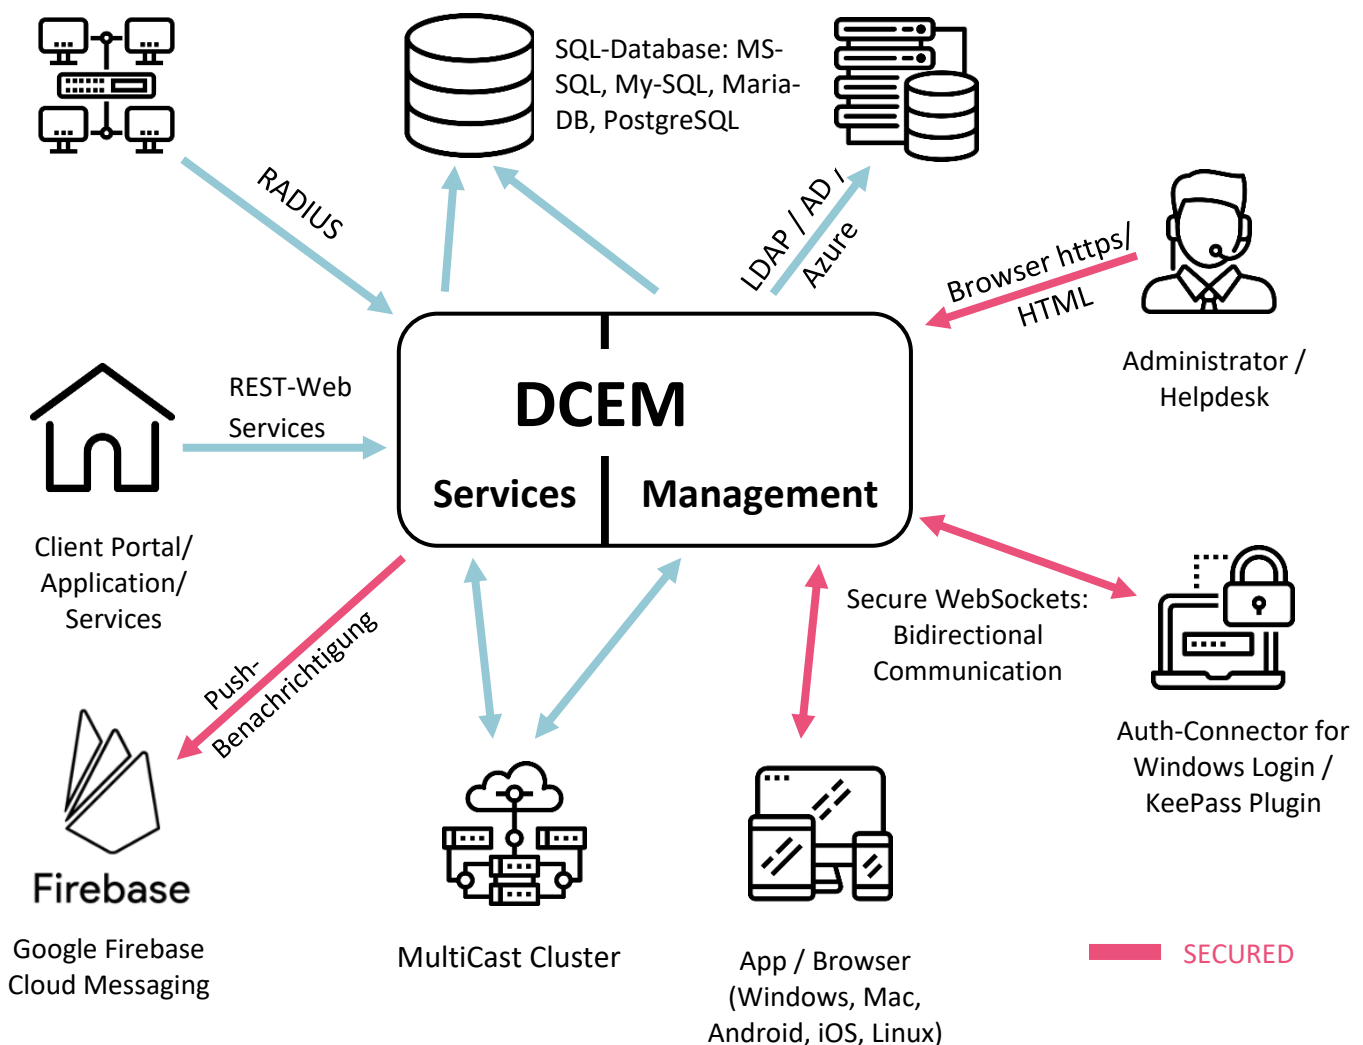 SQL-Database: MS-
SQL, My-SQL, Maria-
DB, PostgreSQL
RADIUS
LDAP / AD /
Azure
Browser https/
HTML
Administrator /
Helpdesk
REST-Web
Services
DCEM
Services
Management
Client Portal/
Application/
Services
Push-
Benachrichtigung
Secure WebSockets:
Bidirectional
Communication
Auth-Connector for
Windows Login /
KeePass Plugin
Firebase
Google Firebase
Cloud Messaging
MultiCast Cluster
App / Browser
(Windows, Mac,
Android, iOS, Linux)
SECURED